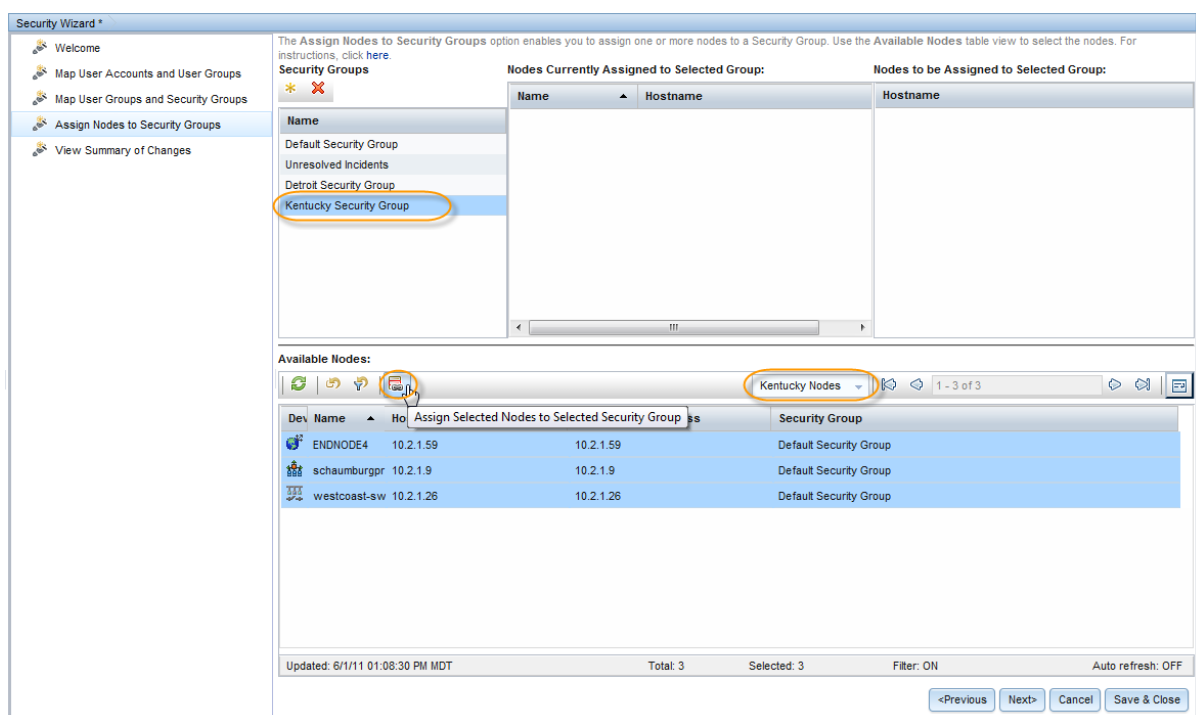 Security Wizard *
Welcome
Map User Accounts and User Groups
Map User Groups and Security Groups
Assign Nodes to Security Groups
View Summary of Changes
The Assign Nodes to Security Groups option enables you to assign one or more nodes to a Security Group. Use the Available Nodes table view to select the nodes. For
instructions, click here.
Security Groups
Name
Default Security Group
Unresolved Incidents
Detroit Security Group
Kentucky Security Group
Nodes Currently Assigned to Selected Group:
Name Hostname
Nodes to be Assigned to Selected Group:
Hostname
Available Nodes:
Kentucky Nodes 1 - 3 of 3
Assign Selected Nodes to Selected Security Group
Dev Name Ho ss Security Group
ENDNODE4 10.2.1.59 10.2.1.59 Default Security Group
schaumburgpr 10.2.1.9 10.2.1.9 Default Security Group
westcoast-sw 10.2.1.26 10.2.1.26 Default Security Group
Updated: 6/1/11 01:08:30 PM MDT Total: 3 Selected: 3 Filter: ON Auto refresh: OFF
<Previous Next> Cancel Save & Close